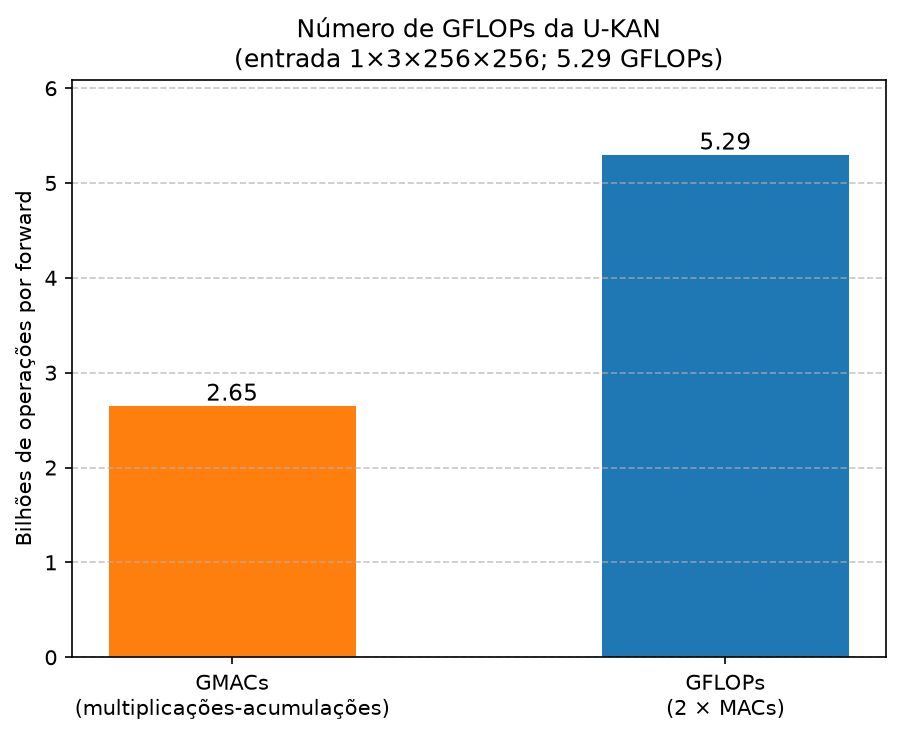 Número de GFLOPs da U-KAN
(entrada 1×3×256×256; 5.29 GFLOPs)
Bilhões de operações por forward
6
5
4
3
2
1
0
2.65
5.29
GMACs
(multiplicações-acumulações)
GFLOPs
(2 × MACs)